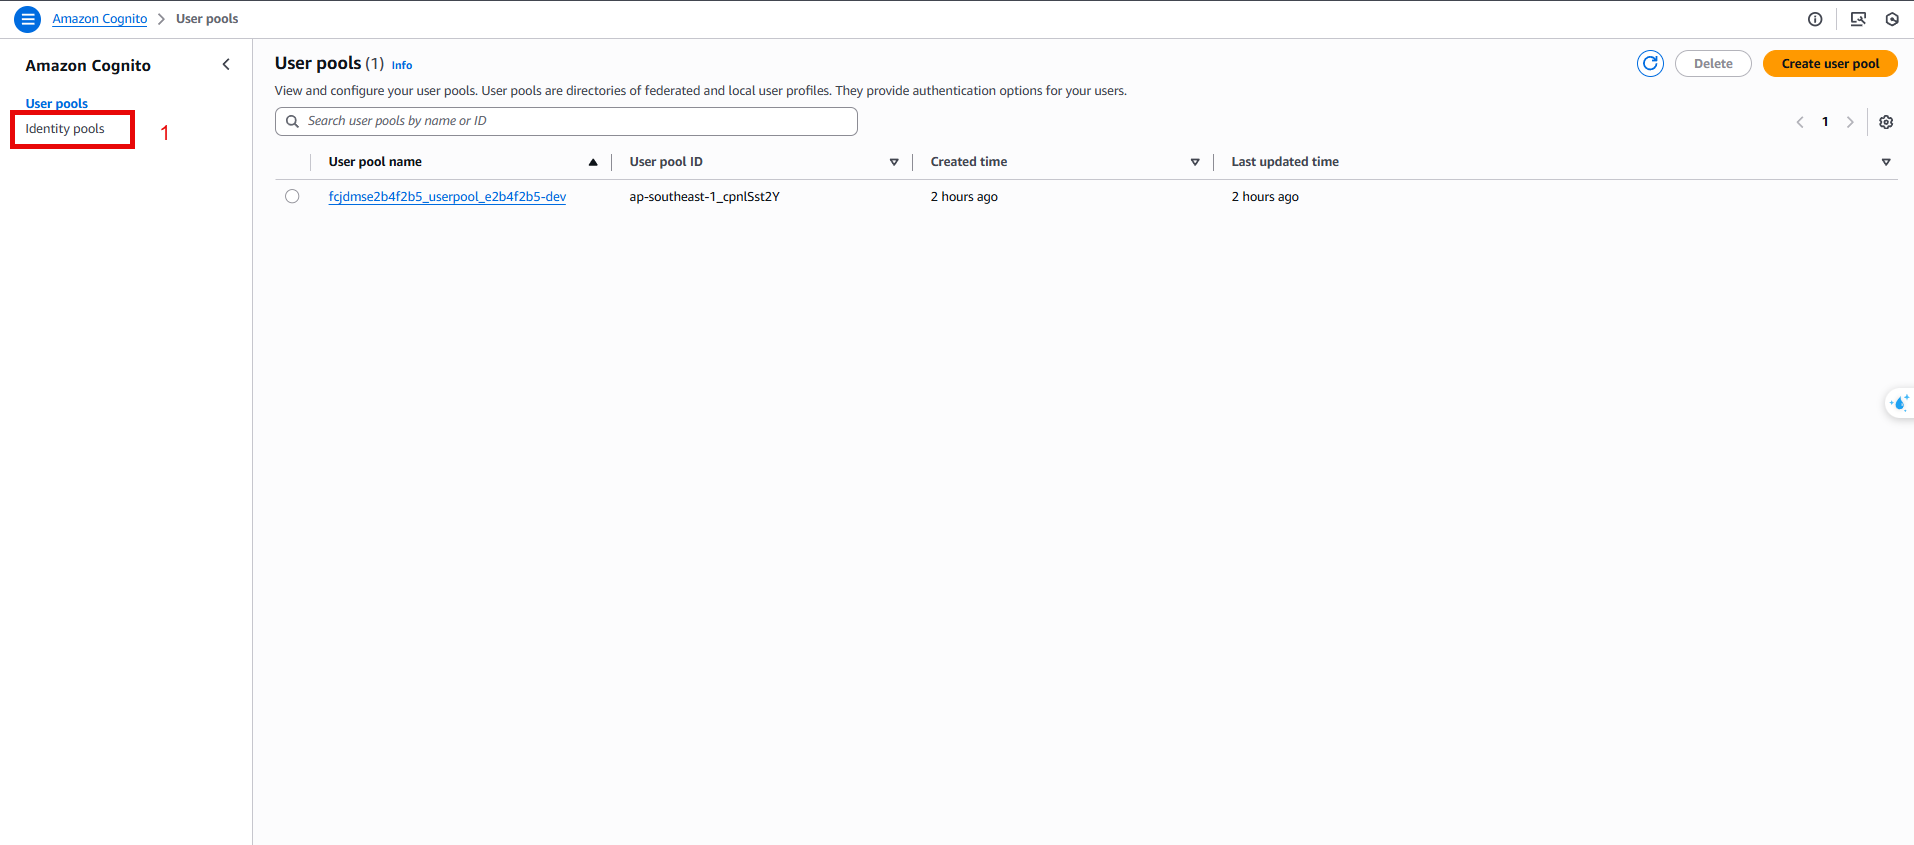 Amazon Cognito > User pools
Amazon Cognito
User pools
Identity pools
1
User pools (1) Info
Delete
Create user pool
View and configure your user pools. User pools are directories of federated and local user profiles. They provide authentication options for your users.
Search user pools by name or ID
1
User pool name
User pool ID
Created time
Last updated time
fcjdmse2b4f2b5_userpool_e2b4f2b5-dev
ap-southeast-1_cpnlSst2Y
2 hours ago
2 hours ago